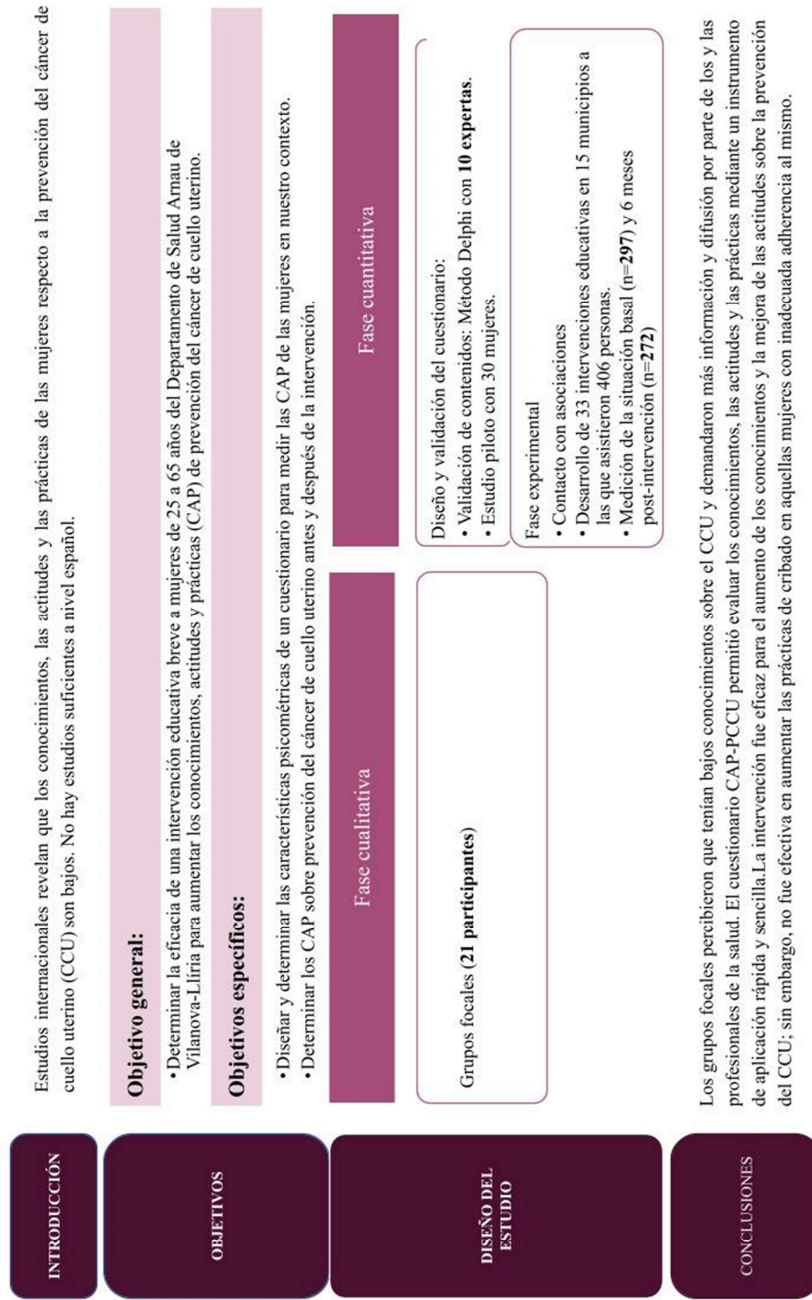 INTRODUCCIÓN
Estudios internacionales revelan que los conocimientos, las actitudes y las prácticas de las mujeres respecto a la prevención del cáncer de
cuello uterino (CCU) son bajos. No hay estudios suficientes a nivel español.
OBJETIVOS
Objetivo general:
• Determinar la eficacia de una intervención educativa breve a mujeres de 25 a 65 años del Departamento de Salud Arnau de
Vilanova-Llíria para aumentar los conocimientos, actitudes y prácticas (CAP) de prevención del cáncer de cuello uterino.
Objetivos específicos:
• Diseñar y determinar las características psicométricas de un cuestionario para medir las CAP de las mujeres en nuestro contexto.
• Determinar los CAP sobre prevención del cáncer de cuello uterino antes y después de la intervención.
DISEÑO DEL
ESTUDIO
Fase cualitativa
Grupos focales (21 participantes)
Fase cuantitativa
Diseño y validación del cuestionario:
• Validación de contenidos: Método Delphi con 10 expertas.
• Estudio piloto con 30 mujeres.
Fase experimental
• Contacto con asociaciones
• Desarrollo de 33 intervenciones educativas en 15 municipios a
las que asistieron 406 personas.
• Medición de la situación basal (n=297) y 6 meses
post-intervención (n=272)
CONCLUSIONES
Los grupos focales percibieron que tenían bajos conocimientos sobre el CCU y demandaron más información y difusión por parte de los y las
profesionales de la salud. El cuestionario CAP-PCCU permitió evaluar los conocimientos, las actitudes y las prácticas mediante un instrumento
de aplicación rápida y sencilla.La intervención fue eficaz para el aumento de los conocimientos y la mejora de las actitudes sobre la prevención
del CCU; sin embargo, no fue efectiva en aumentar las prácticas de cribado en aquellas mujeres con inadecuada adherencia al mismo.